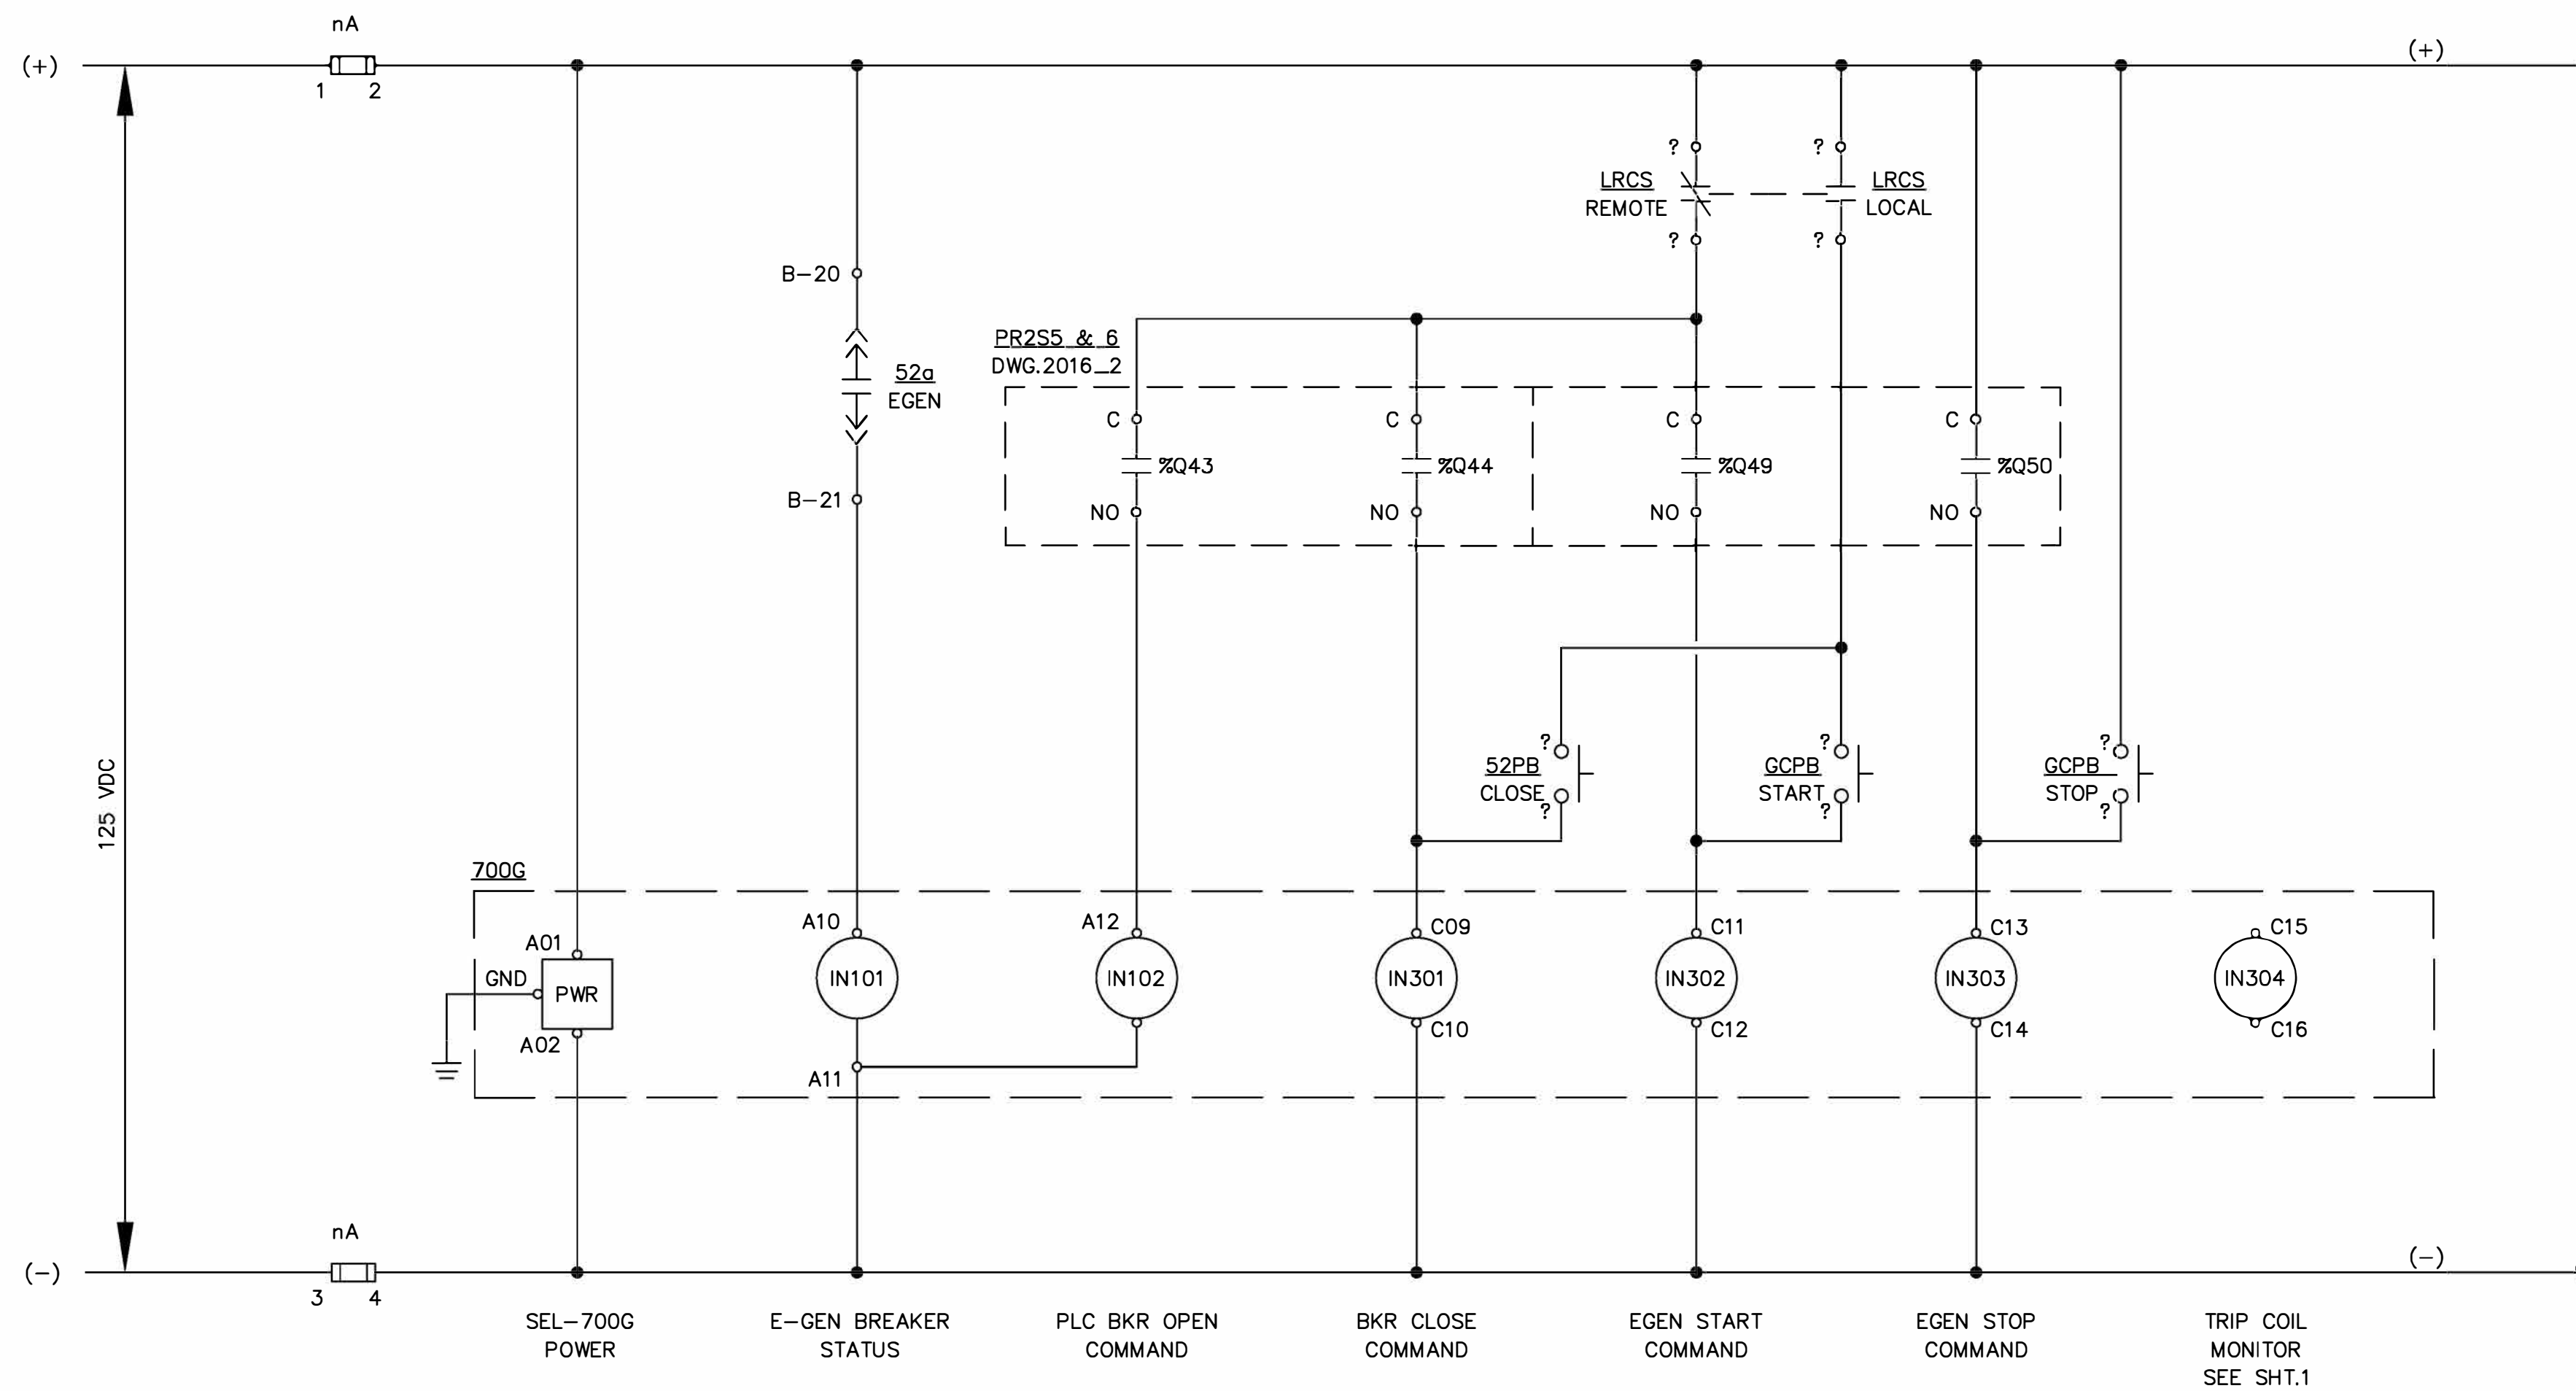 nA
(+)
1 2
(+)
?
?
LRCS
REMOTE
LRCS
LOCAL
?
?
B-20
PR2S5 & 6
DWG.2016_2
52a
EGEN
C
C
C
C
%Q43
%Q44
%Q49
%Q50
B-21
NO
NO
NO
NO
125 VDC
?
?
?
52PB
CLOSE
GCPB
START
GCPB
STOP
?
?
?
700G
A10
A12
C09
C11
C13
C15
A01
GND
PWR
IN101
IN102
IN301
IN302
IN303
IN304
A02
C10
C12
C14
C16
A11
nA
(-)
3 4
(-)
SEL-700G
POWER
E-GEN BREAKER
STATUS
PLC BKR OPEN
COMMAND
BKR CLOSE
COMMAND
EGEN START
COMMAND
EGEN STOP
COMMAND
TRIP COIL
MONITOR
SEE SHT.1